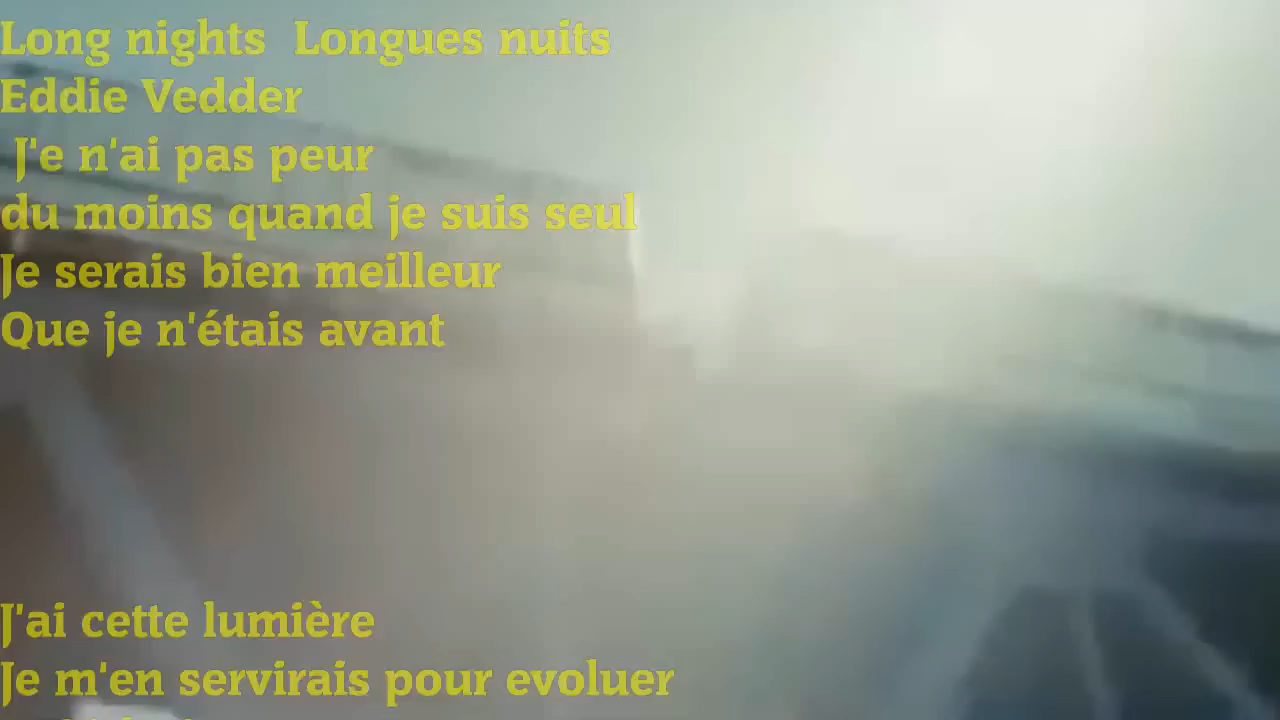 Long nights  Longues nuits
Eddie Vedder
J'e n'ai pas peur
du moins quand je suis seul
Je serais bien meilleur
Que je n'étais avant
J'ai cette lumière
Je m'en servirais pour evoluer